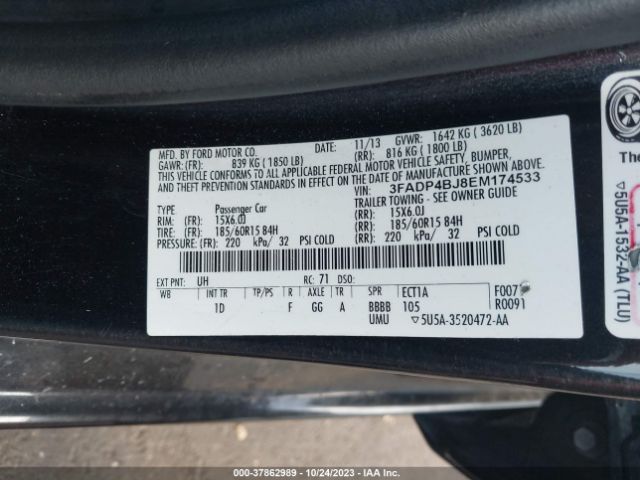 MFD. BY FORD MOTOR CO.
DATE: 11/13 GVWR: 1642 KG ( 3620 LB)
GAWR: (FR): 839 KG ( 1850 LB) (RR): 816 KG ( 1800 LB)
THIS VEHICLE CONFORMS TO ALL APPLICABLE FEDERAL MOTOR VEHICLE SAFETY, BUMPER,
AND THEFT PREVENTION STANDARDS IN EFFECT ON THE DATE OF MANUFACTURE SHOWN ABOVE.
VIN: 3FADP4BJ8EM174533
TYPE: Passenger Car TRAILER TOWING - SEE OWNER GUIDE
RIM: (FR): 15X6.0J (RR): 15X6.0J
TIRE: (FR): 185/60R15 84H (RR): 185/60R15 84H
PRESSURE: (FR): 220 kPa/ 32 PSI COLD (RR): 220 kPa/ 32 PSI COLD
EXT PNT: UH RC: 71 DSO:
WB INT TR TP/PS R AXLE TR SPR ECT1A F007
1D F GG A BBBB 105 R0091
UMU ▽5U5A-3520472-AA
▽5U5A-1532-AA (TLU)
000-37862989 - 10/24/2023 - IAA Inc.